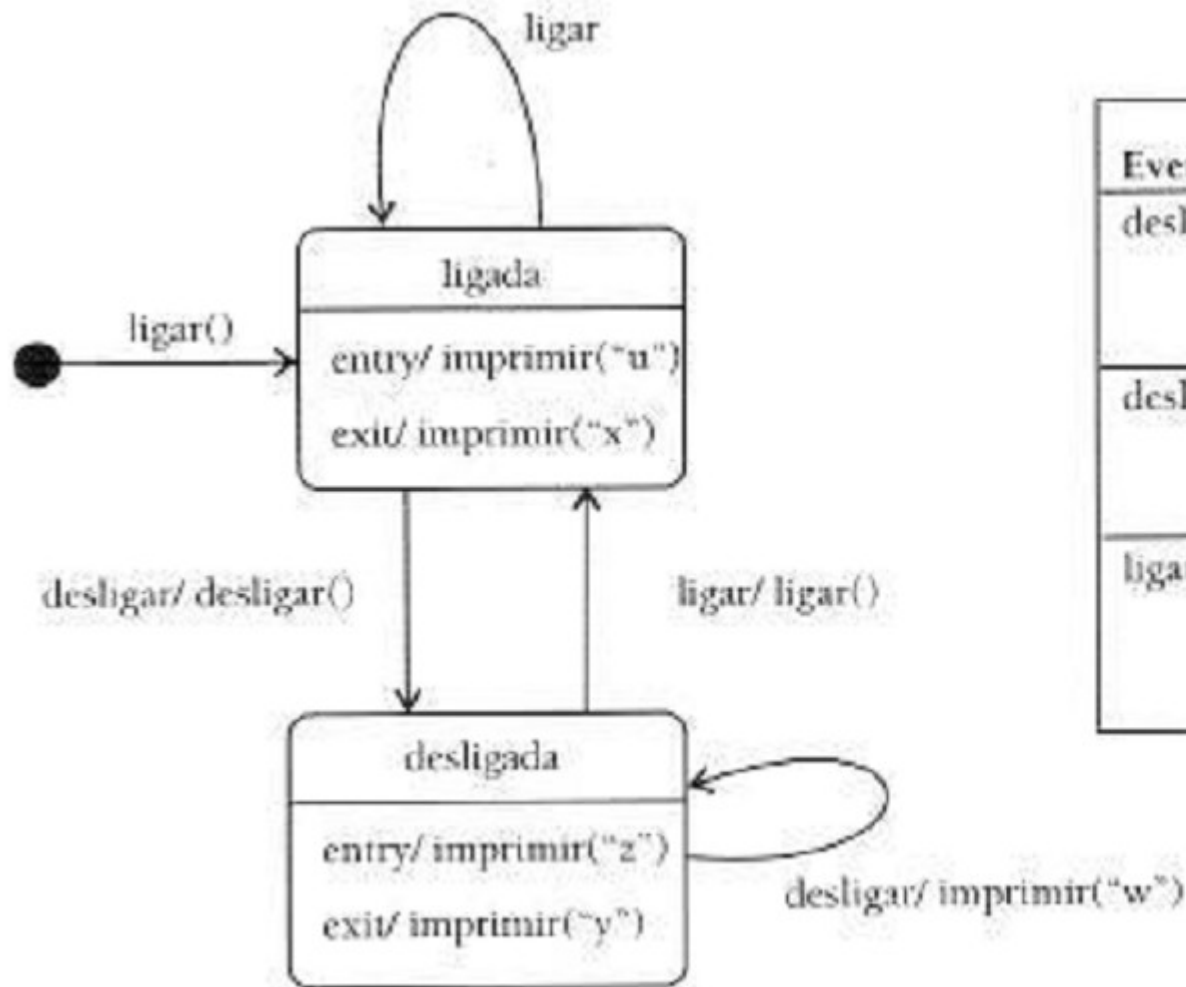 ligar
ligada
ligar()
entry/ imprimir("u")
exit/ imprimir("x")
desligar/ desligar()
ligar/ ligar()
desligada
entry/ imprimir("z")
exit/ imprimir("y")
desligar/ imprimir("w")